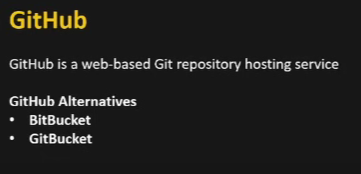 GitHub
GitHub is a web-based Git repository hosting service
GitHub Alternatives
• BitBucket
• GitBucket